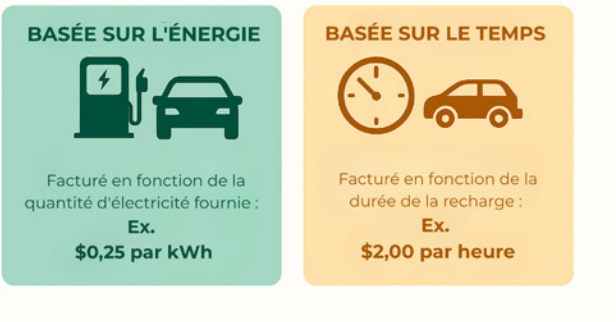 BASÉE SUR L'ÉNERGIE
Facturé en fonction de la
quantité d'électricité fournie :
Ex.
$0,25 par kWh
BASÉE SUR LE TEMPS
Facturé en fonction de la
durée de la recharge :
Ex.
$2,00 par heure